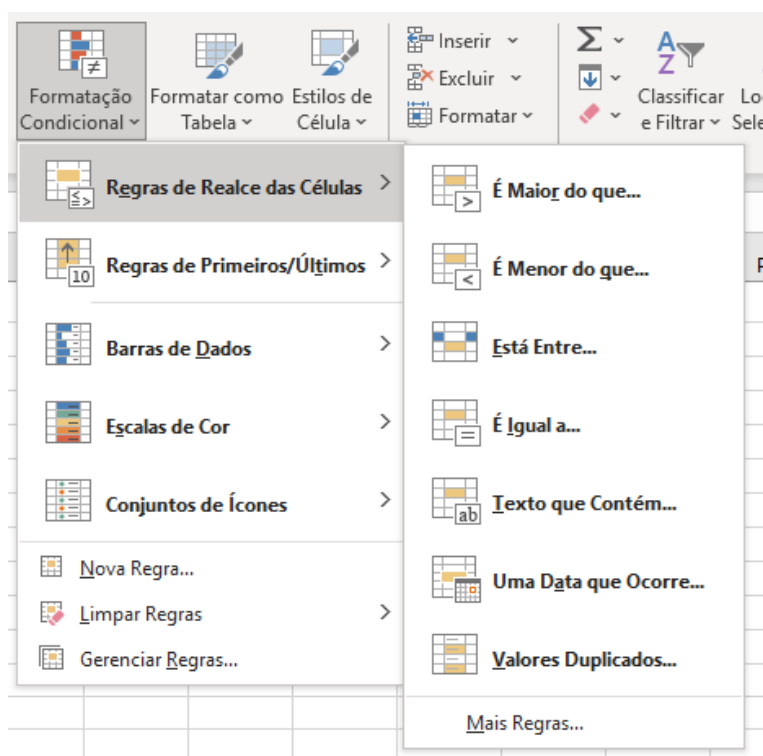 Inserir
Excluir
Formatar
Formatação
Condicional
Formatar como
Tabela
Estilos de
Célula
Classificar
e Filtrar
Regras de Realce das Células
Regras de Primeiros/Últimos
10
Barras de Dados
Escalas de Cor
Conjuntos de Ícones
Nova Regra...
Limpar Regras
Gerenciar Regras...
É Maior do que...
É Menor do que...
Está Entre...
É Igual a...
ab
Texto que Contém...
Uma Data que Ocorre...
Valores Duplicados...
Mais Regras...